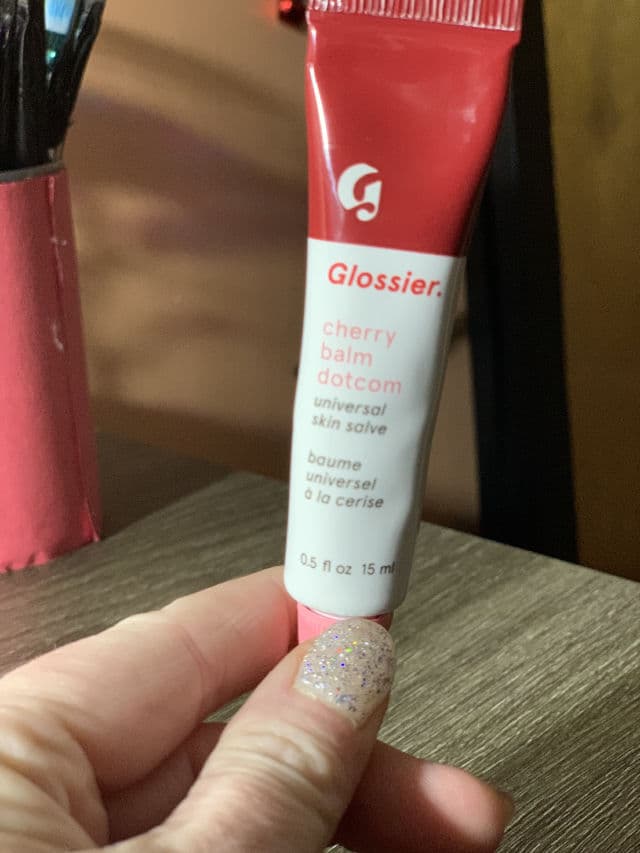 G
Glossier.
cherry
balm
dotcom
universal
skin salve
baume
universel
à la cerise
0.5 fl oz 15 ml